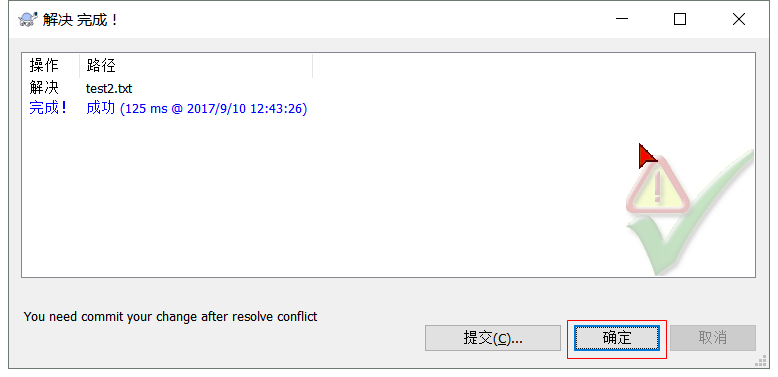 解决 完成！
操作 路径
解决 test2.txt
完成！ 成功 (125 ms @ 2017/9/10 12:43:26)
You need commit your change after resolve conflict
提交(C)... 确定 取消